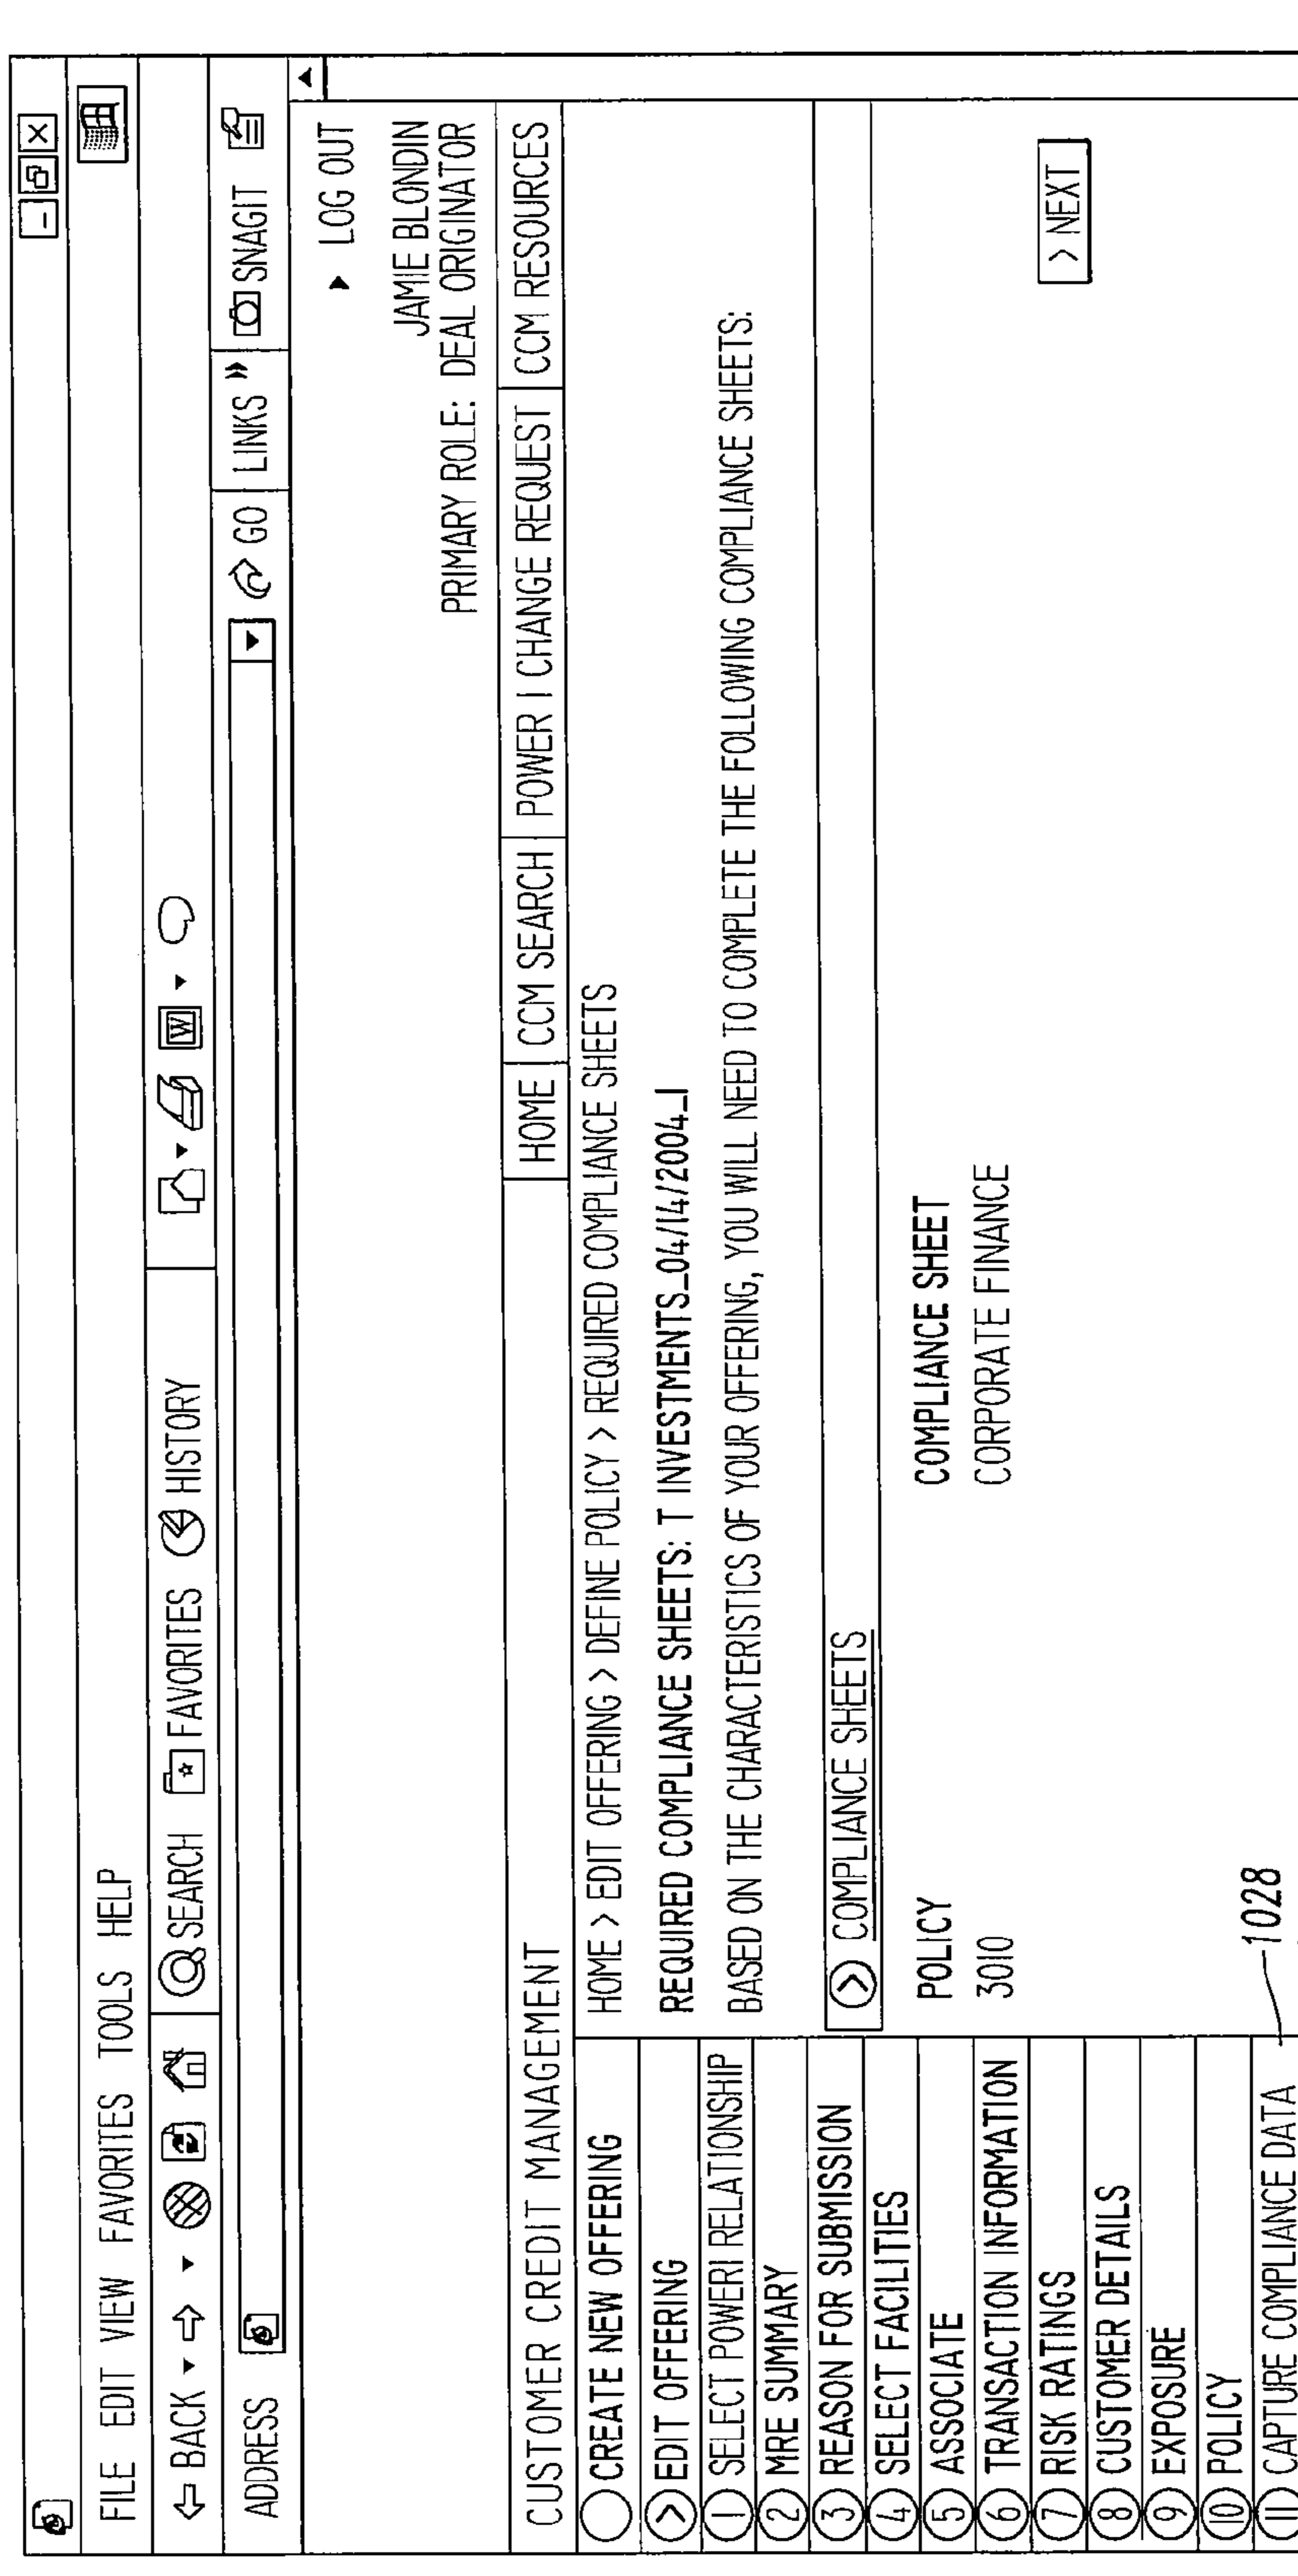 FILE EDIT VIEW FAVORITES TOOLS HELP
BACK SEARCH FAVORITES HISTORY W
ADDRESS GO LINKS » SNAGIT
LOG OUT
JAMIE BLONDIN
PRIMARY ROLE: DEAL ORIGINATOR
CUSTOMER CREDIT MANAGEMENT HOME CCM SEARCH POWER I CHANGE REQUEST CCM RESOURCES
CREATE NEW OFFERING
> EDIT OFFERING
1 SELECT POWERI RELATIONSHIP
2 MRE SUMMARY
3 REASON FOR SUBMISSION
4 SELECT FACILITIES
5 ASSOCIATE
6 TRANSACTION INFORMATION
7 RISK RATINGS
8 CUSTOMER DETAILS
9 EXPOSURE
10 POLICY
11 CAPTURE COMPLIANCE DATA
1028
HOME > EDIT OFFERING > DEFINE POLICY > REQUIRED COMPLIANCE SHEETS
REQUIRED COMPLIANCE SHEETS: T INVESTMENTS_04/14/2004_1
BASED ON THE CHARACTERISTICS OF YOUR OFFERING, YOU WILL NEED TO COMPLETE THE FOLLOWING COMPLIANCE SHEETS:
> COMPLIANCE SHEETS
POLICY COMPLIANCE SHEET
3010 CORPORATE FINANCE
> NEXT